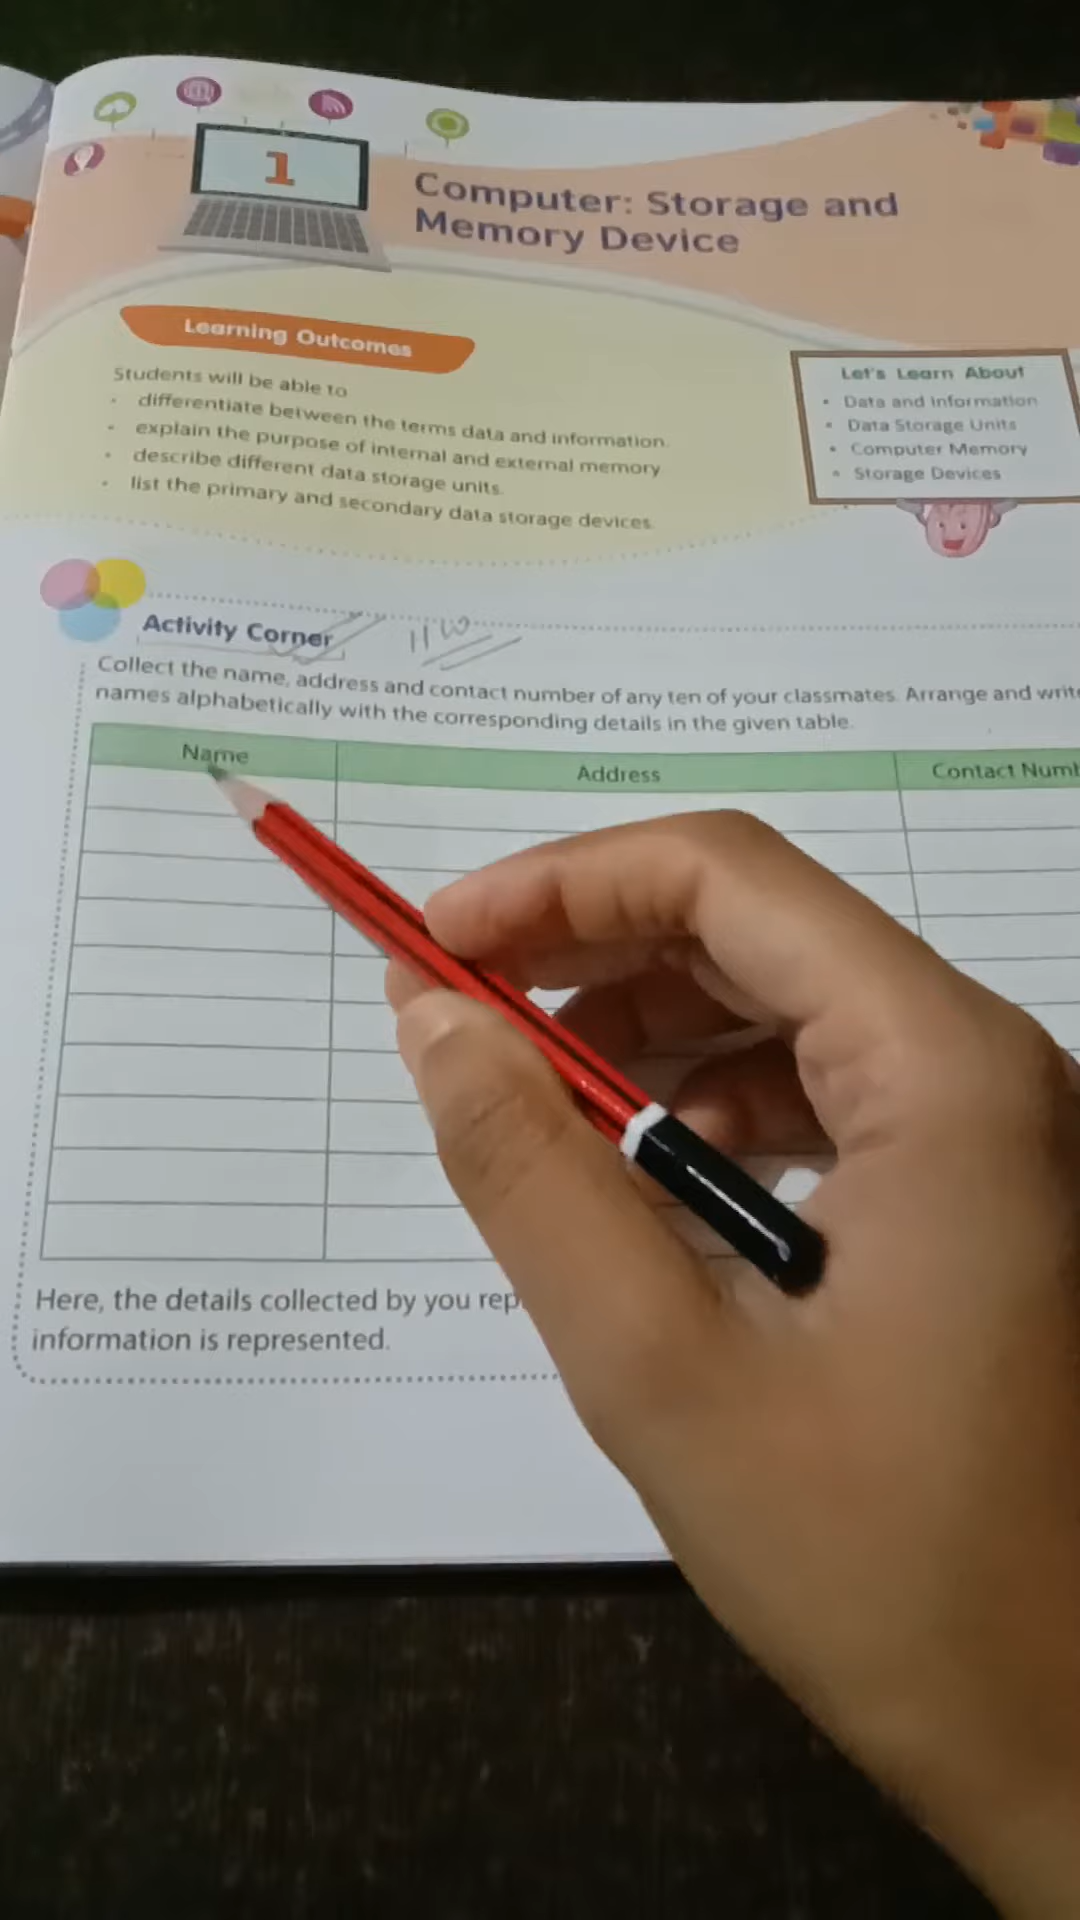 1
Computer: Storage and
Memory Device
Learning Outcomes
Students will be able to
• differentiate between the terms data and information.
• explain the purpose of internal and external memory
• describe different data storage units.
• list the primary and secondary data storage devices.
Let's Learn About
• Data and Information
• Data Storage Units
• Computer Memory
• Storage Devices
Activity Corner
HW
Collect the name, address and contact number of any ten of your classmates. Arrange and write
names alphabetically with the corresponding details in the given table.
Name Address Contact Numb
Here, the details collected by you rep
information is represented.